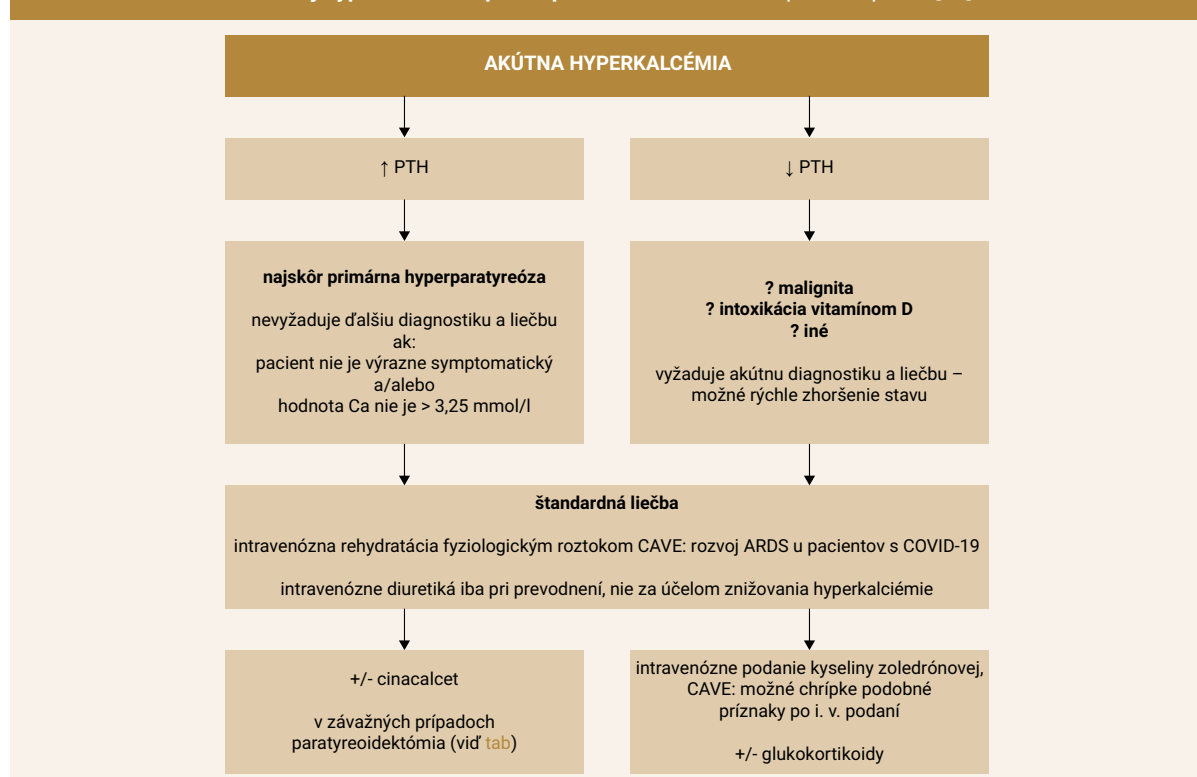 AKÚTNA HYPERKALCÉMIA
↑ PTH
↓ PTH
najskôr primárna hyperparatyreóza
nevyžaduje ďalšiu diagnostiku a liečbu
ak:
pacient nie je výrazne symptomatický
a/alebo
hodnota Ca nie je > 3,25 mmol/l
? malignita
? intoxikácia vitamínom D
? iné
vyžaduje akútnu diagnostiku a liečbu –
možné rýchle zhoršenie stavu
štandardná liečba
intravenózna rehydratácia fyziologickým roztokom CAVE: rozvoj ARDS u pacientov s COVID-19
intravenózne diuretiká iba pri prevodnení, nie za účelom znižovania hyperkalciémie
+/- cinacalcet
v závažných prípadoch
paratyreoidektómia (viď tab)
intravenózne podanie kyseliny zoledrónovej,
CAVE: možné chrípke podobné
príznaky po i. v. podaní
+/- glukokortikoidy